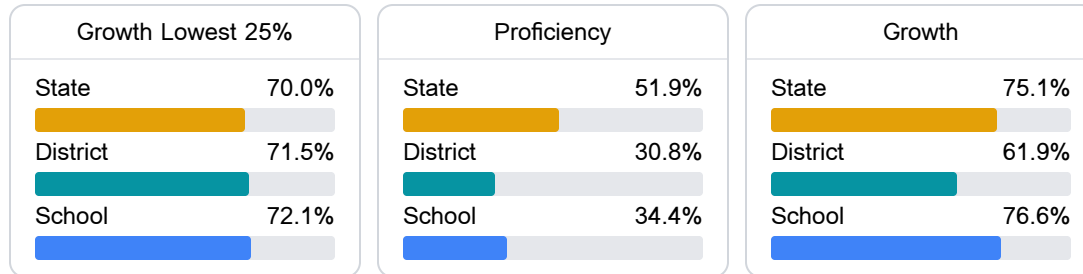 Growth Lowest 25%
State 70.0%
District 71.5%
School 72.1%
Proficiency
State 51.9%
District 30.8%
School 34.4%
Growth
State 75.1%
District 61.9%
School 76.6%